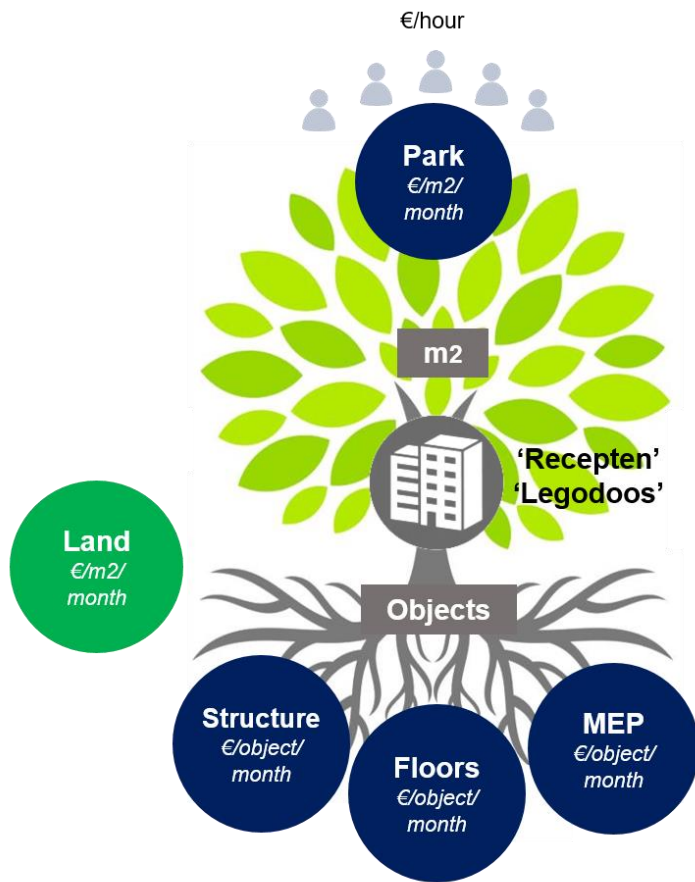 €/hour
Park
€/m2/
month
m2
‘Recepten’
‘Legodoos’
Land
€/m2/
month
Objects
Structure
€/object/
month
Floors
€/object/
month
MEP
€/object/
month